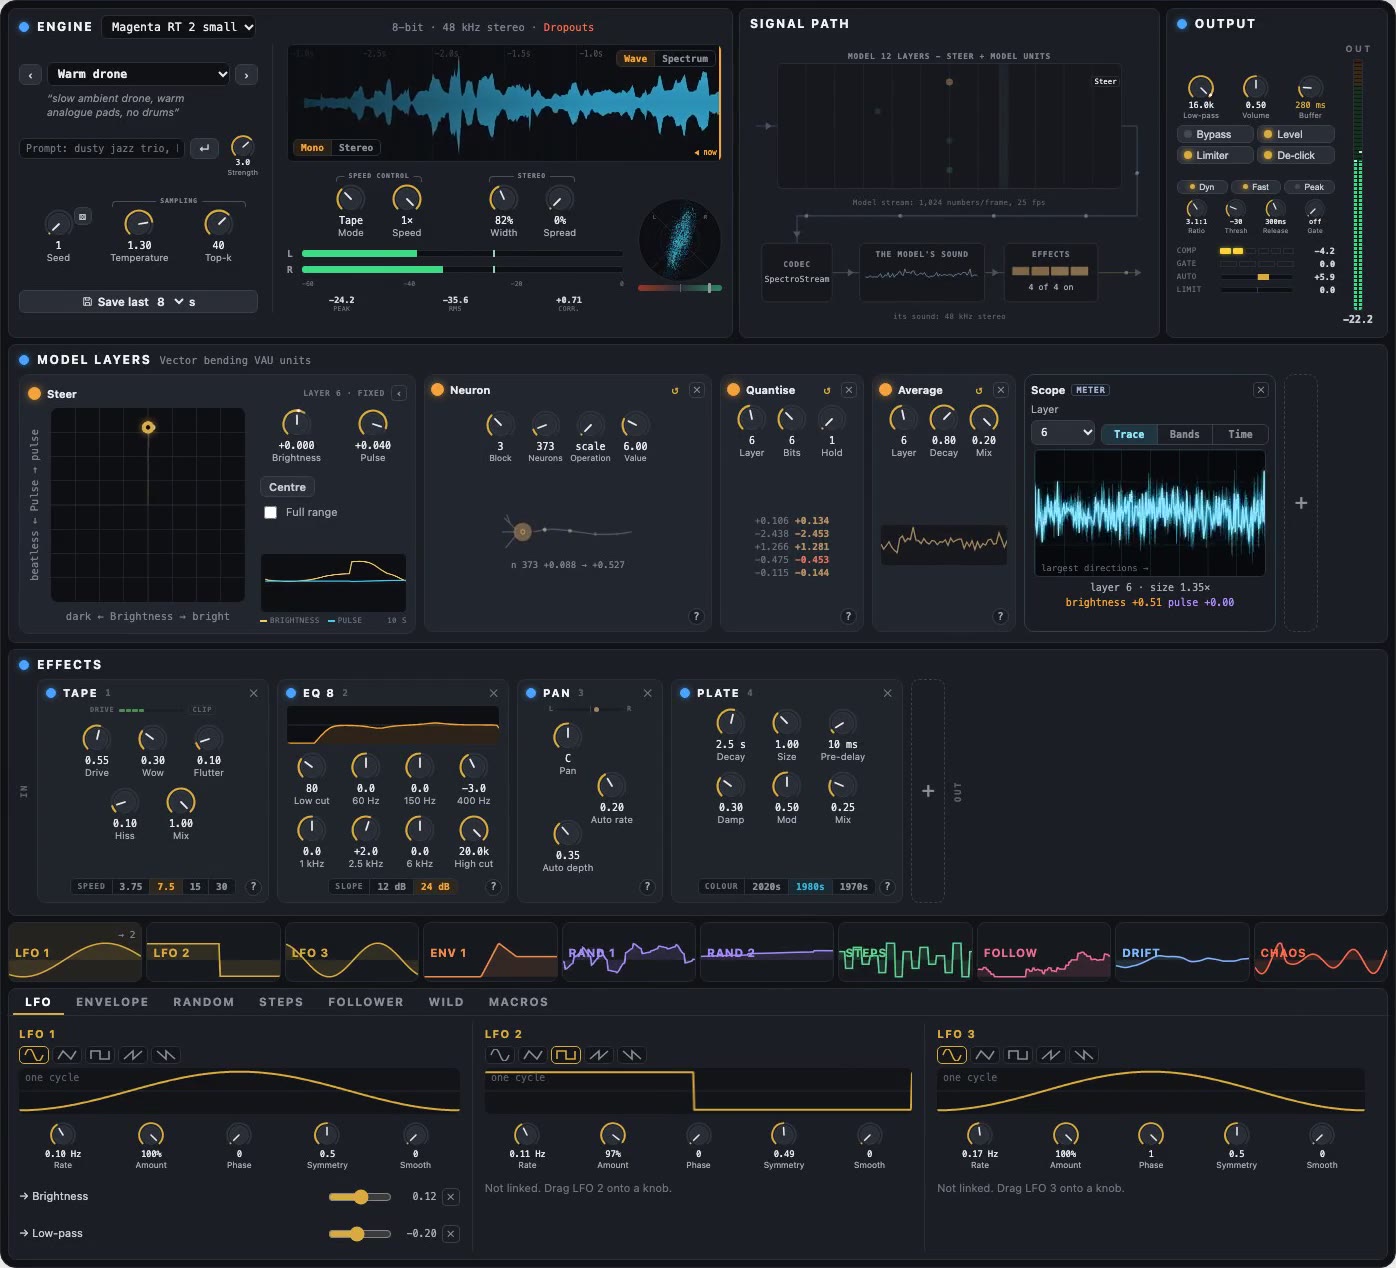 ENGINE Magenta RT 2 small
8-bit · 48 kHz stereo · Dropouts
‹ Warm drone ›
"slow ambient drone, warm
analogue pads, no drums"
Prompt: dusty jazz trio,
3.0
Strength
SAMPLING
1 1.30 40
Seed Temperature Top-k
Save last 8 s
-2.5s -2.0s -1.5s -1.0s
Wave Spectrum
Mono Stereo
◂ now
SPEED CONTROL STEREO
Tape 1× 82% 0%
Mode Speed Width Spread
L R
L
R
−60 −40 −20 0
−24.2 −35.6 +0.71
PEAK RMS CORR.
SIGNAL PATH
MODEL 12 LAYERS – STEER + MODEL UNITS
Steer
Model stream: 1,024 numbers/frame, 25 fps
CODEC
SpectroStream
THE MODEL'S SOUND
EFFECTS
4 of 4 on
its sound: 48 kHz stereo
OUTPUT
OUT
16.0k 0.50 280 ms
Low-pass Volume Buffer
Bypass Level
Limiter De-click
Dyn Fast Peak
3.1:1 −30 300ms off
Ratio Thresh Release Gate
COMP −4.2
GATE 0.0
AUTO +5.9
LIMIT 0.0
−22.2
MODEL LAYERS Vector bending VAU units
Steer
LAYER 6 · FIXED ‹
beatless ← Pulse → pulse
dark ← Brightness → bright
+0.000 +0.040
Brightness Pulse
Centre
Full range
BRIGHTNESS PULSE 10 S
Neuron
3 373 scale 6.00
Block Neurons Operation Value
n 373 +0.088 → +0.527
?
Quantise
6 6 1
Layer Bits Hold
+0.106 +0.134
−2.438 −2.453
+1.266 +1.281
−0.475 −0.453
−0.115 −0.144
?
Average
6 0.80 0.20
Layer Decay Mix
?
Scope METER
Layer
6 Trace Bands Time
largest directions →
layer 6 · size 1.35×
brightness +0.51 pulse +0.00
+
EFFECTS
IN
TAPE 1
DRIVE CLIP
0.55 0.30 0.10
Drive Wow Flutter
0.10 1.00
Hiss Mix
SPEED 3.75 7.5 15 30 ?
EQ 8 2
80 0.0 0.0 −3.0
Low cut 60 Hz 150 Hz 400 Hz
0.0 +2.0 0.0 20.0k
1 kHz 2.5 kHz 6 kHz High cut
SLOPE 12 dB 24 dB ?
PAN 3
L R
C
Pan
0.20
Auto rate
0.35
Auto depth
?
PLATE 4
2.5 s 1.00 10 ms
Decay Size Pre-delay
0.30 0.50 0.25
Damp Mod Mix
COLOUR 2020s 1980s 1970s ?
+
OUT
→ 2
LFO 1 LFO 2 LFO 3 ENV 1 RAND 1 RAND 2 STEPS FOLLOW DRIFT CHAOS
LFO ENVELOPE RANDOM STEPS FOLLOWER WILD MACROS
LFO 1
one cycle
0.10 Hz 100% 0 0.5 0
Rate Amount Phase Symmetry Smooth
→ Brightness 0.12
→ Low-pass −0.20
LFO 2
one cycle
0.11 Hz 97% 0 0.49 0
Rate Amount Phase Symmetry Smooth
Not linked. Drag LFO 2 onto a knob.
LFO 3
one cycle
0.17 Hz 100% 1 0.5 0
Rate Amount Phase Symmetry Smooth
Not linked. Drag LFO 3 onto a knob.